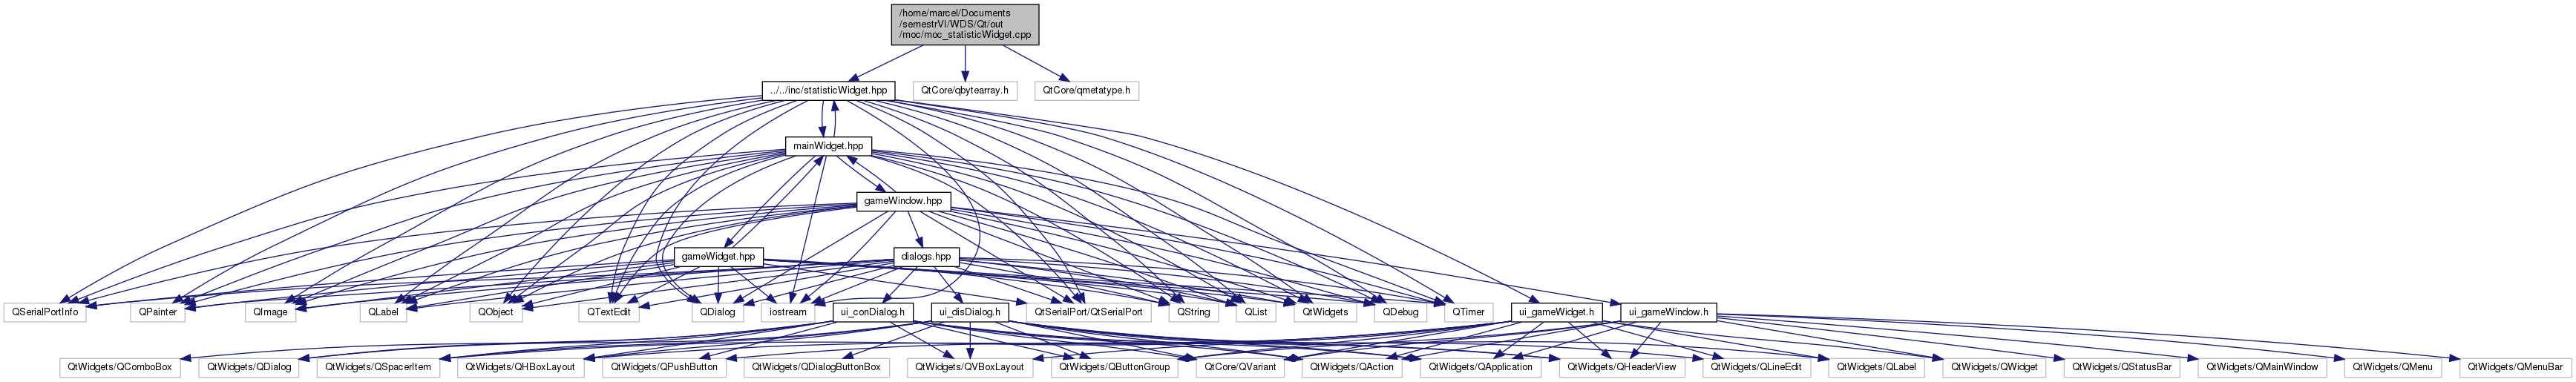 /home/marcel/Documents
/semestrVI/WDS/Qt/out
/moc/moc_statisticWidget.cpp
../../inc/statisticWidget.hpp
QtCore/qbytearray.h
QtCore/qmetatype.h
mainWidget.hpp
gameWindow.hpp
gameWidget.hpp
dialogs.hpp
QSerialPortInfo
QPainter
QImage
QLabel
QObject
QTextEdit
QDialog
iostream
ui_conDialog.h
ui_disDialog.h
QtSerialPort/QtSerialPort
QString
QList
QtWidgets
QDebug
QTimer
ui_gameWidget.h
ui_gameWindow.h
QtWidgets/QComboBox
QtWidgets/QDialog
QtWidgets/QSpacerItem
QtWidgets/QHBoxLayout
QtWidgets/QPushButton
QtWidgets/QDialogButtonBox
QtWidgets/QVBoxLayout
QtWidgets/QButtonGroup
QtCore/QVariant
QtWidgets/QAction
QtWidgets/QApplication
QtWidgets/QHeaderView
QtWidgets/QLineEdit
QtWidgets/QLabel
QtWidgets/QWidget
QtWidgets/QStatusBar
QtWidgets/QMainWindow
QtWidgets/QMenu
QtWidgets/QMenuBar